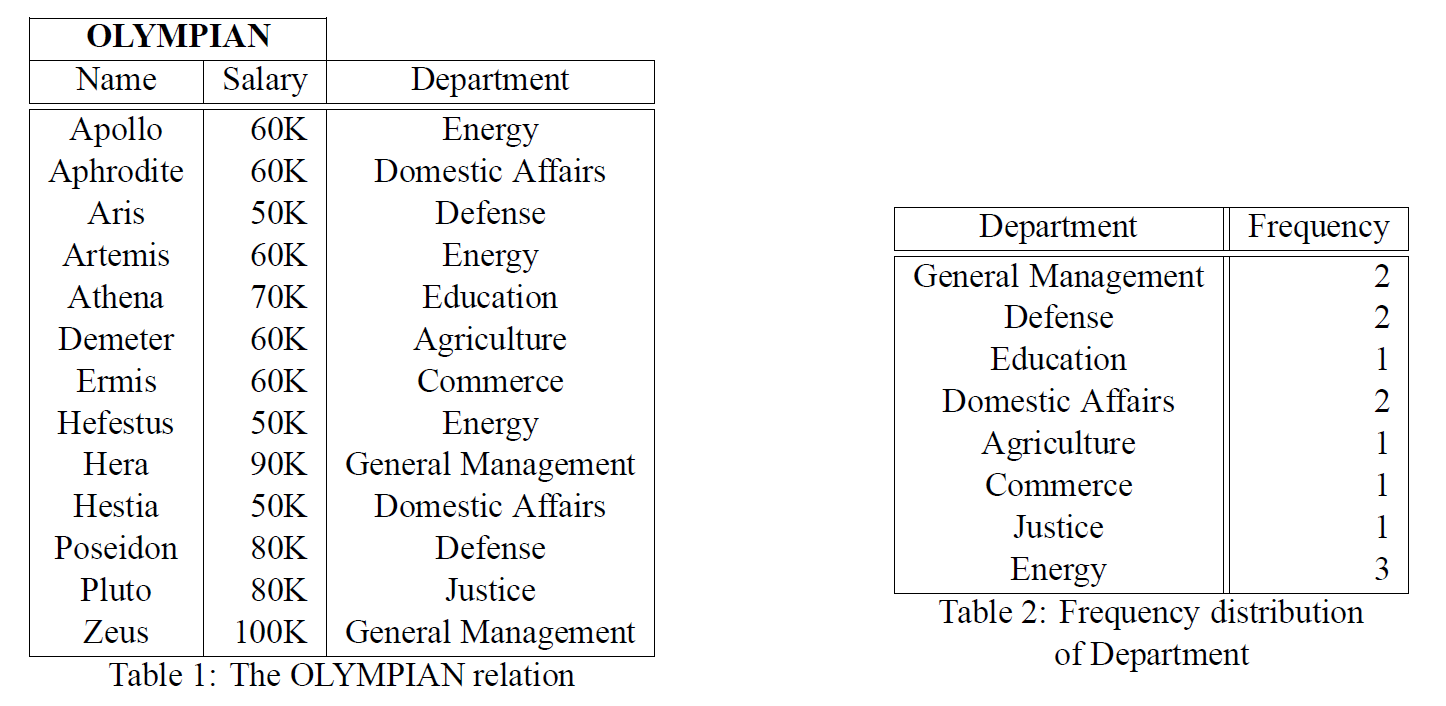 OLYMPIAN
Name Salary Department
Apollo 60K Energy
Aphrodite 60K Domestic Affairs
Aris 50K Defense
Artemis 60K Energy
Athena 70K Education
Demeter 60K Agriculture
Ermis 60K Commerce
Hefestus 50K Energy
Hera 90K General Management
Hestia 50K Domestic Affairs
Poseidon 80K Defense
Pluto 80K Justice
Zeus 100K General Management
Table 1: The OLYMPIAN relation
Department Frequency
General Management 2
Defense 2
Education 1
Domestic Affairs 2
Agriculture 1
Commerce 1
Justice 1
Energy 3
Table 2: Frequency distribution
of Department